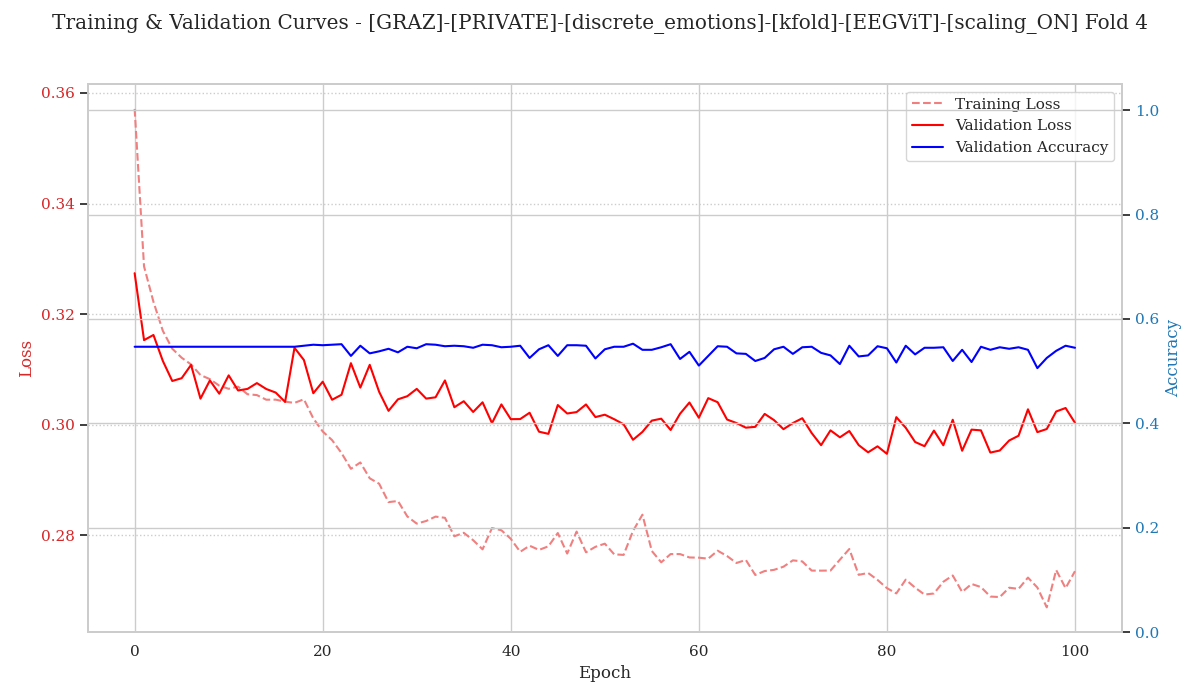 Training & Validation Curves - [GRAZ]-[PRIVATE]-[discrete_emotions]-[kfold]-[EEGViT]-[scaling_ON] Fold 4
Training Loss
Validation Loss
Validation Accuracy
0.36
0.34
0.32
0.30
0.28
Loss
1.0
0.8
0.6
0.4
0.2
0.0
Accuracy
0 20 40 60 80 100
Epoch